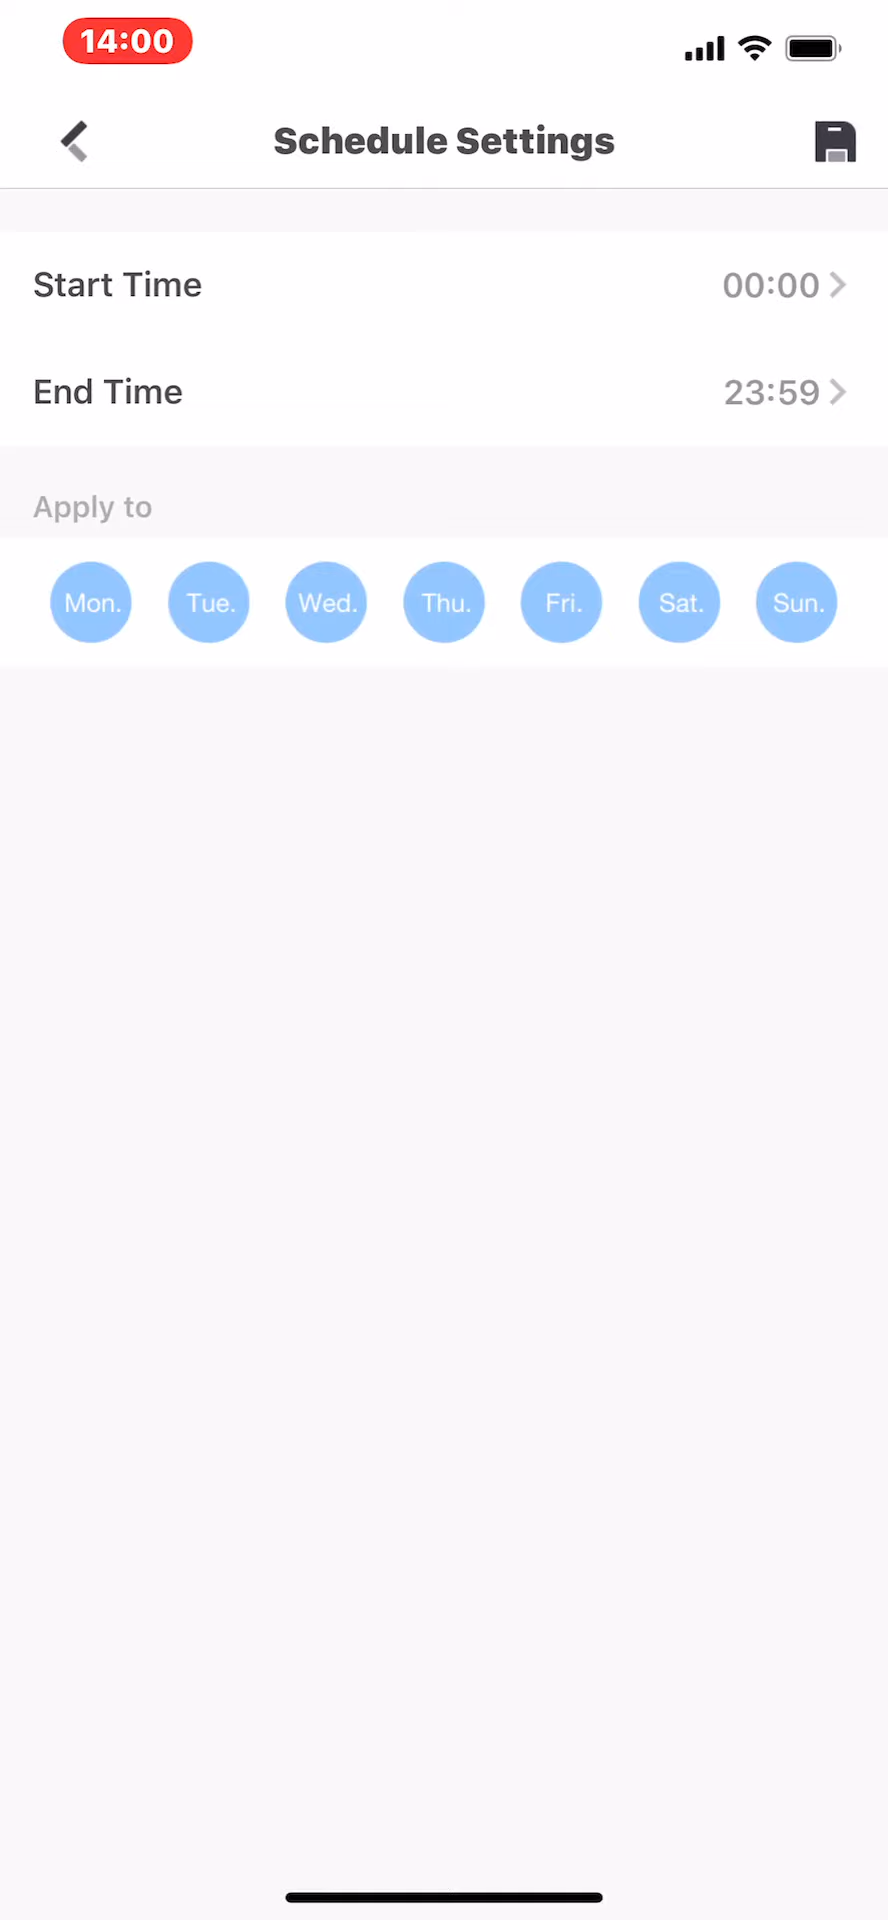 14:00
Schedule Settings
Start Time 00:00
End Time 23:59
Apply to
Mon. Tue. Wed. Thu. Fri. Sat. Sun.